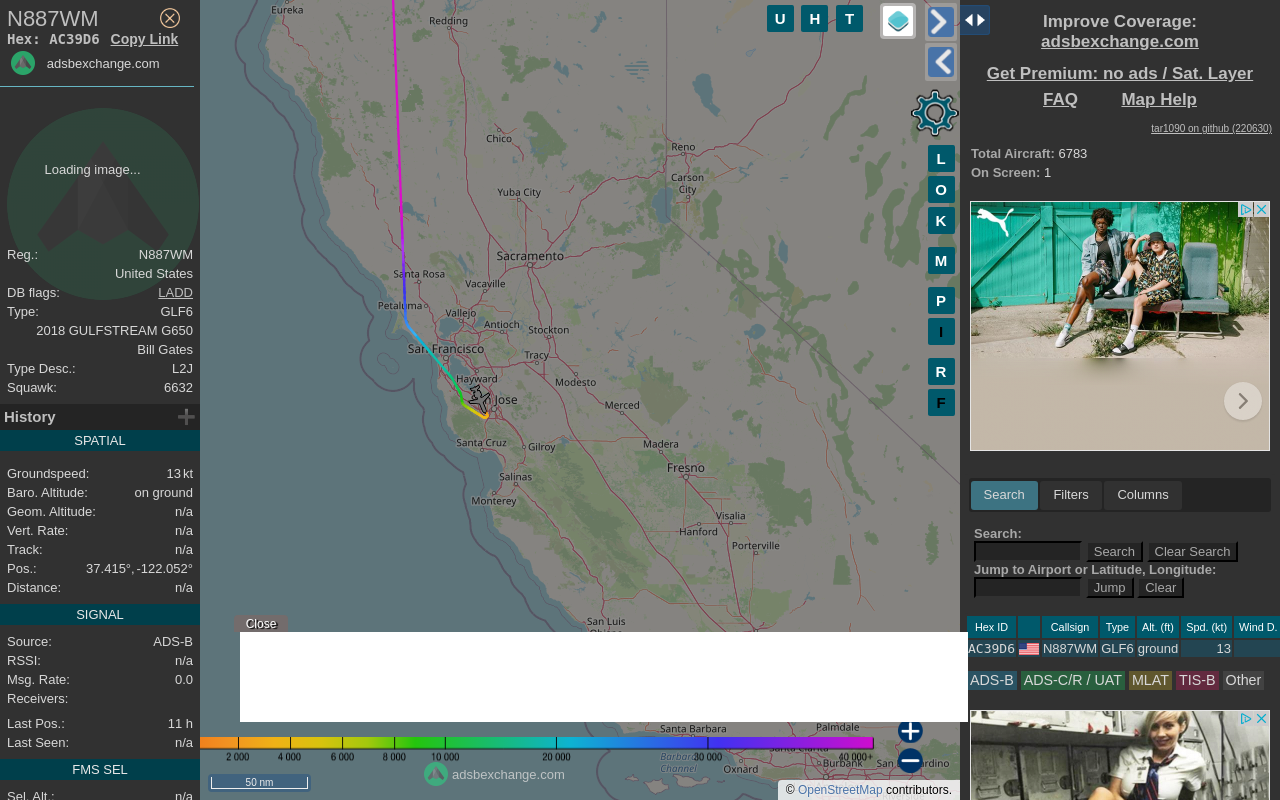 N887WM
Hex: AC39D6 Copy Link
adsbexchange.com
Loading image...
Reg.: N887WM
United States
DB flags: LADD
Type: GLF6
2018 GULFSTREAM G650
Bill Gates
Type Desc.: L2J
Squawk: 6632
History
SPATIAL
Groundspeed: 13 kt
Baro. Altitude: on ground
Geom. Altitude: n/a
Vert. Rate: n/a
Track: n/a
Pos.: 37.415°, -122.052°
Distance: n/a
SIGNAL
Source: ADS-B
RSSI: n/a
Msg. Rate: 0.0
Receivers:
Last Pos.: 11 h
Last Seen: n/a
FMS SEL
Sel. Alt.: n/a
Eureka
Redding
Chico
Reno
Carson
City
Yuba City
Sacramento
Santa Rosa
Vacaville
Petaluma
Vallejo
Antioch
Stockton
San Francisco
Tracy
Hayward
Modesto
Jose
Merced
Santa Cruz
Gilroy
Madera
Fresno
Salinas
Monterey
Visalia
Hanford
Porterville
San Luis
Santa Barbara
Palmdale
Channel
Oxnard
Burbank
U H T
L
O
K
M
P
I
R
F
Close
2 000 4 000 6 000 8 000 10 000 20 000 30 000 40 000+
50 nm
adsbexchange.com
© OpenStreetMap contributors.
Improve Coverage:
adsbexchange.com
Get Premium: no ads / Sat. Layer
FAQ Map Help
tar1090 on github (220630)
Total Aircraft: 6783
On Screen: 1
Search Filters Columns
Search:
Search Clear Search
Jump to Airport or Latitude, Longitude:
Jump Clear
Hex ID Callsign Type Alt. (ft) Spd. (kt) Wind D.
AC39D6 N887WM GLF6 ground 13
ADS-B ADS-C/R / UAT MLAT TIS-B Other